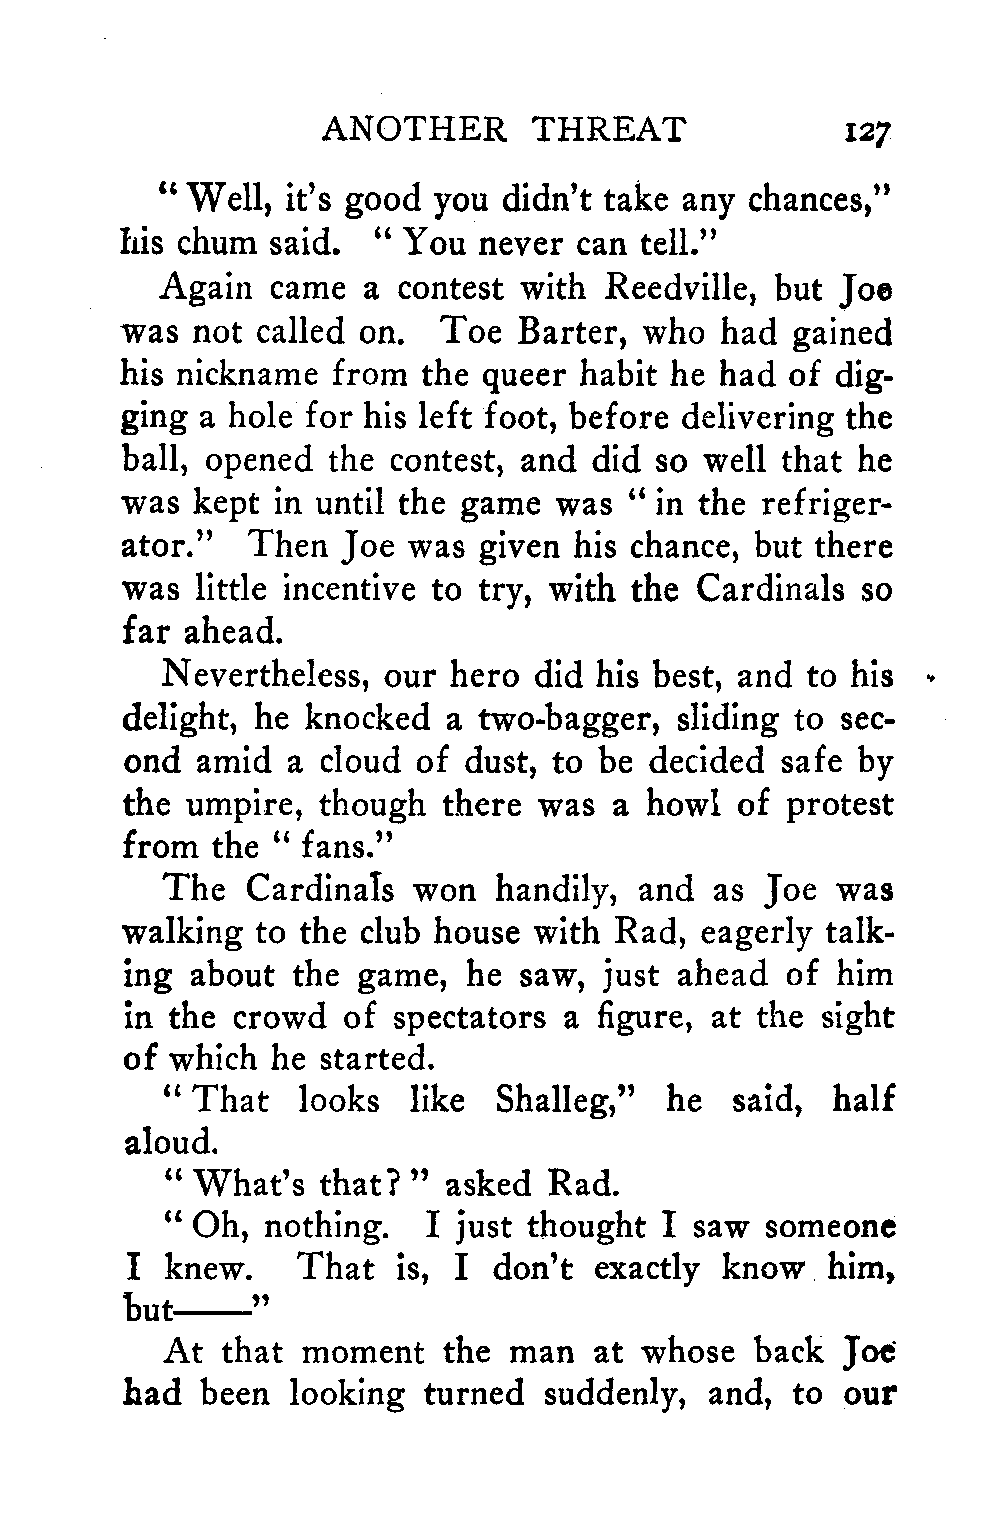 ANOTHER THREAT 127
“ Well, it’s good you didn’t take any chances,”
his chum said. “ You never can tell.”
Again came a contest with Reedville, but Joe
was not called on. Toe Barter, who had gained
his nickname from the queer habit he had of dig-
ging a hole for his left foot, before delivering the
ball, opened the contest, and did so well that he
was kept in until the game was “ in the refriger-
ator.” Then Joe was given his chance, but there
was little incentive to try, with the Cardinals so
far ahead.
Nevertheless, our hero did his best, and to his
delight, he knocked a two-bagger, sliding to sec-
ond amid a cloud of dust, to be decided safe by
the umpire, though there was a howl of protest
from the “ fans.”
The Cardinals won handily, and as Joe was
walking to the club house with Rad, eagerly talk-
ing about the game, he saw, just ahead of him
in the crowd of spectators a figure, at the sight
of which he started.
“ That looks like Shalleg,” he said, half
aloud.
“ What’s that? ” asked Rad.
“ Oh, nothing. I just thought I saw someone
I knew. That is, I don’t exactly know him,
but——”
At that moment the man at whose back Joe
had been looking turned suddenly, and, to our